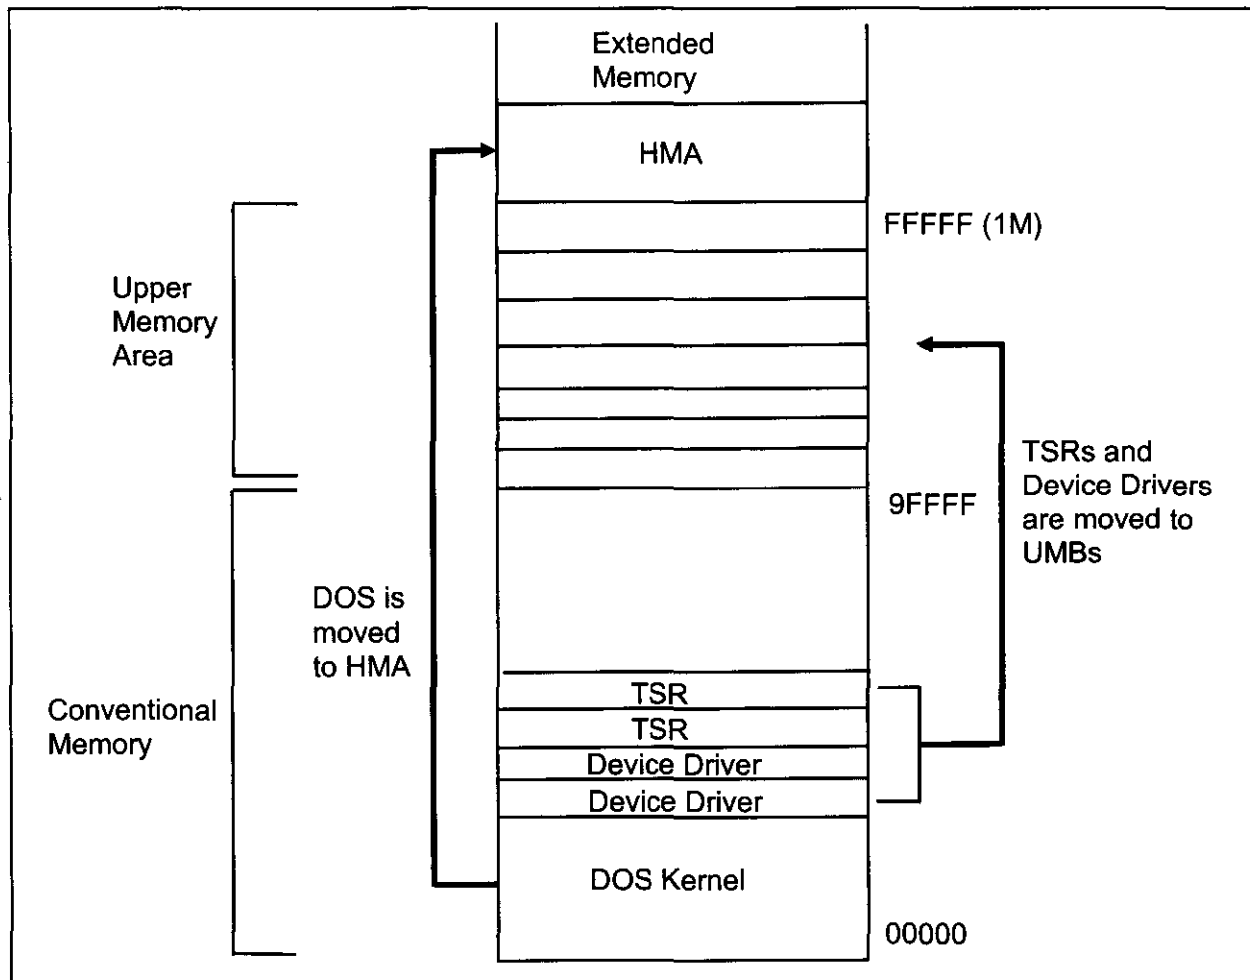 Extended
Memory
HMA
FFFFF (1M)
Upper
Memory
Area
TSRs and
Device Drivers
are moved to
UMBs
9FFFF
DOS is
moved
to HMA
Conventional
Memory
TSR
TSR
Device Driver
Device Driver
DOS Kernel
00000